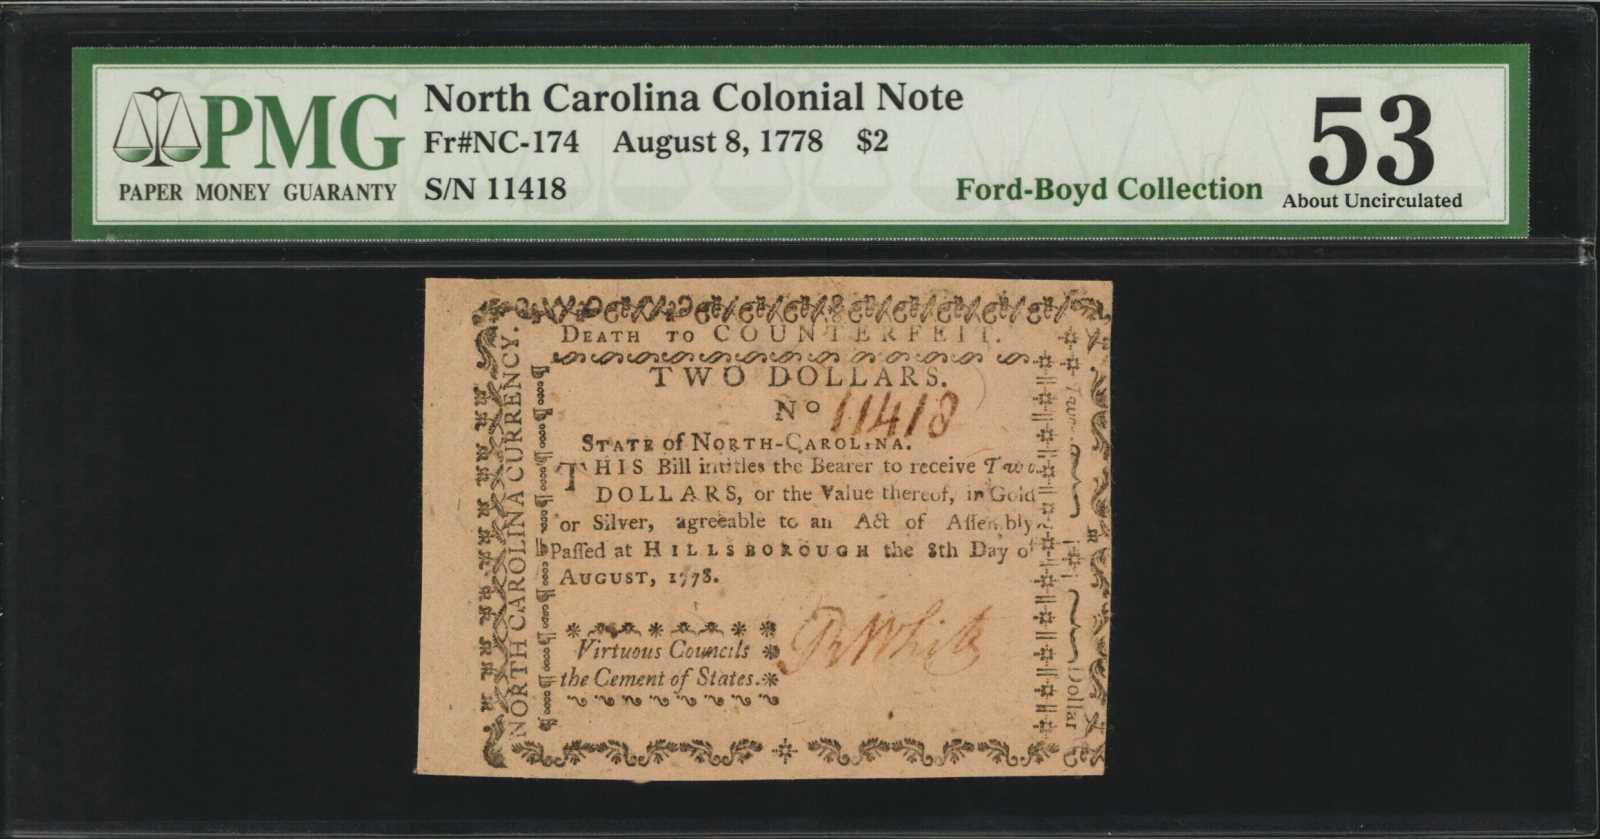 PMG
PAPER MONEY GUARANTY
North Carolina Colonial Note
Fr#NC-174 August 8, 1778 $2
S/N 11418
Ford-Boyd Collection
53
About Uncirculated
DEATH TO COUNTERFEIT.
TWO DOLLARS.
No 11418
STATE of NORTH-CAROLINA.
THIS Bill intitles the Bearer to receive Two
DOLLARS, or the Value thereof, in Gold
or Silver, agreeable to an Act of Aſſembly
Paſſed at HILLSBOROUGH the 8th Day of
AUGUST, 1778.
Virtuous Councils
the Cement of States.
White
NORTH CAROLINA CURRENCY.
Two
Dollar